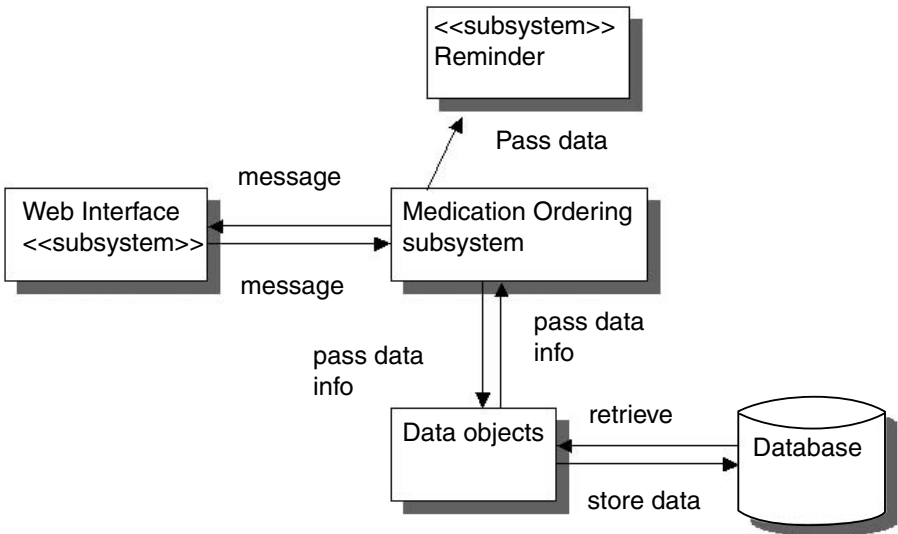 <<subsystem>>
Reminder
Pass data
message
Web Interface
<<subsystem>>
Medication Ordering
subsystem
message
pass data
info
pass data
info
Data objects
retrieve
Database
store data